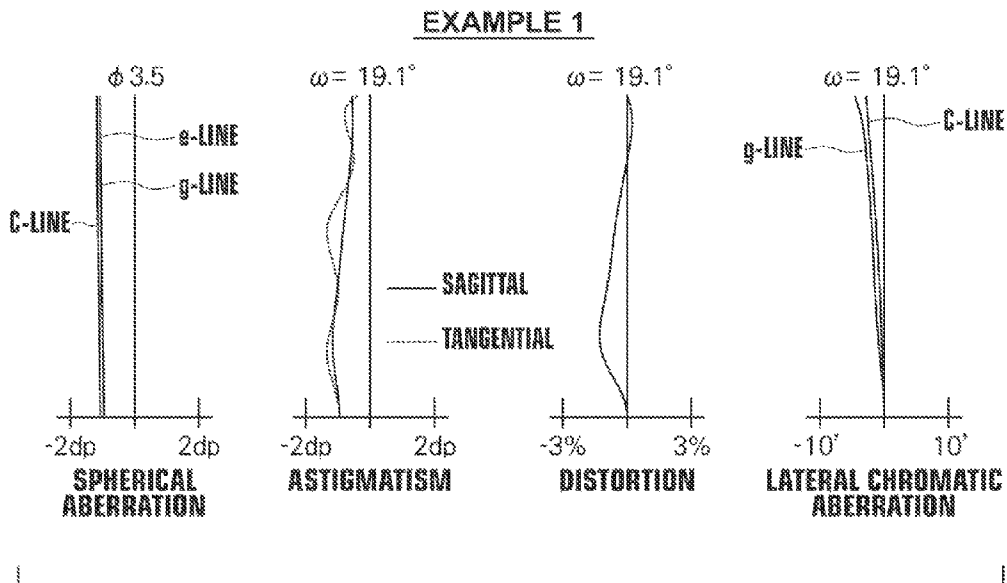 EXAMPLE 1
ϕ 3.5
ω = 19.1°
ω = 19.1°
ω = 19.1°
e-LINE
g-LINE
C-LINE
SAGITTAL
TANGENTIAL
C-LINE
g-LINE
-2dp 2dp
-2dp 2dp
-3% 3%
-10' 10'
SPHERICAL
ABERRATION
ASTIGMATISM
DISTORTION
LATERAL CHROMATIC
ABERRATION